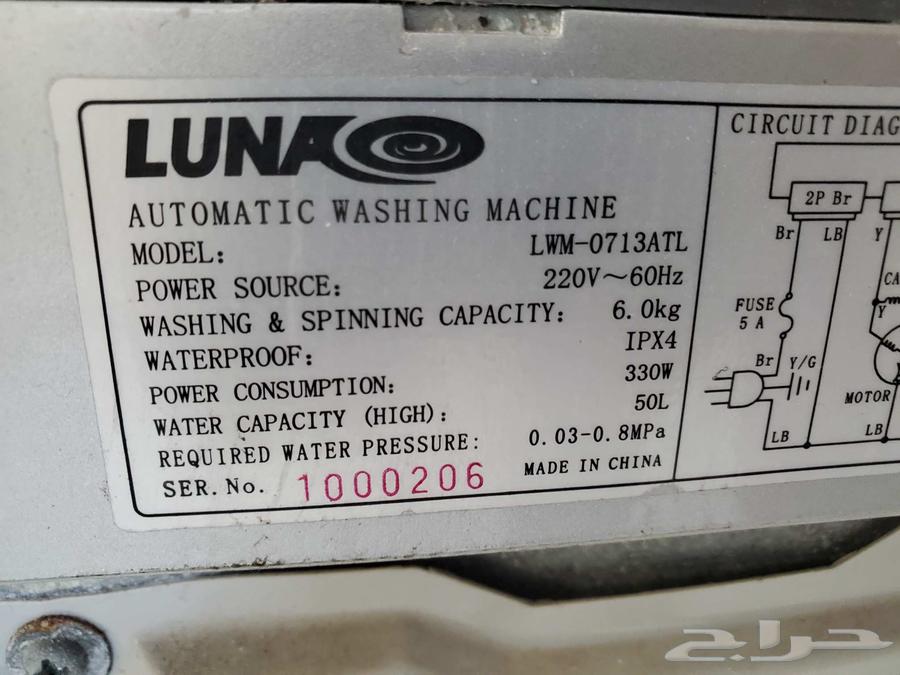 LUNA
AUTOMATIC WASHING MACHINE
MODEL: LWM-0713ATL
POWER SOURCE: 220V~60Hz
WASHING & SPINNING CAPACITY: 6.0kg
WATERPROOF: IPX4
POWER CONSUMPTION: 330W
WATER CAPACITY (HIGH): 50L
REQUIRED WATER PRESSURE: 0.03-0.8MPa
SER. No. 1000206 MADE IN CHINA
CIRCUIT DIAG
2P Br
Br LB Y
CA
FUSE
5 A
Y
Br Y/G
MOTOR
LB LB
حراج